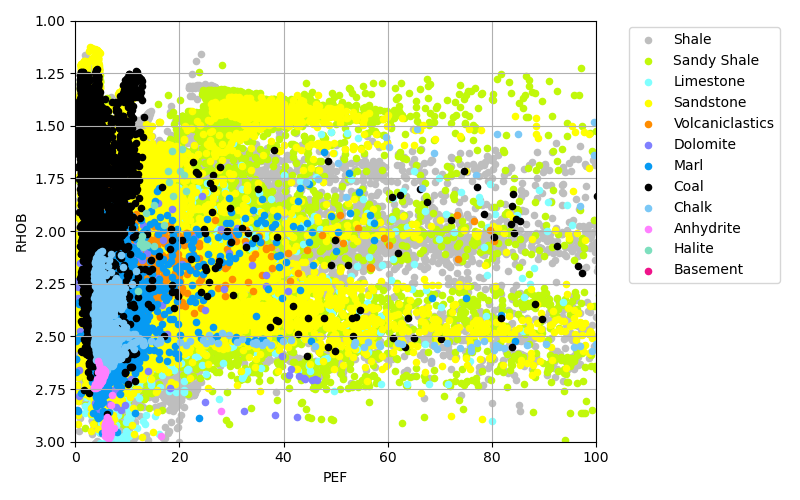 1.00
1.25
1.50
1.75
2.00
2.25
2.50
2.75
3.00
RHOB
0 20 40 60 80 100
PEF
Shale
Sandy Shale
Limestone
Sandstone
Volcaniclastics
Dolomite
Marl
Coal
Chalk
Anhydrite
Halite
Basement